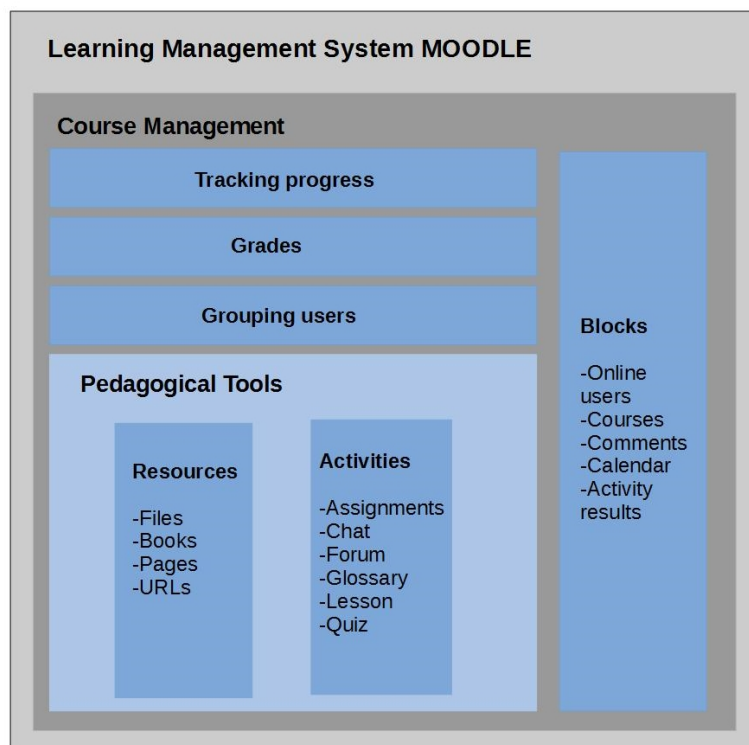 Learning Management System MOODLE
Course Management
Tracking progress
Grades
Grouping users
Pedagogical Tools
Resources
-Files
-Books
-Pages
-URLs
Activities
-Assignments
-Chat
-Forum
-Glossary
-Lesson
-Quiz
Blocks
-Online
users
-Courses
-Comments
-Calendar
-Activity
results